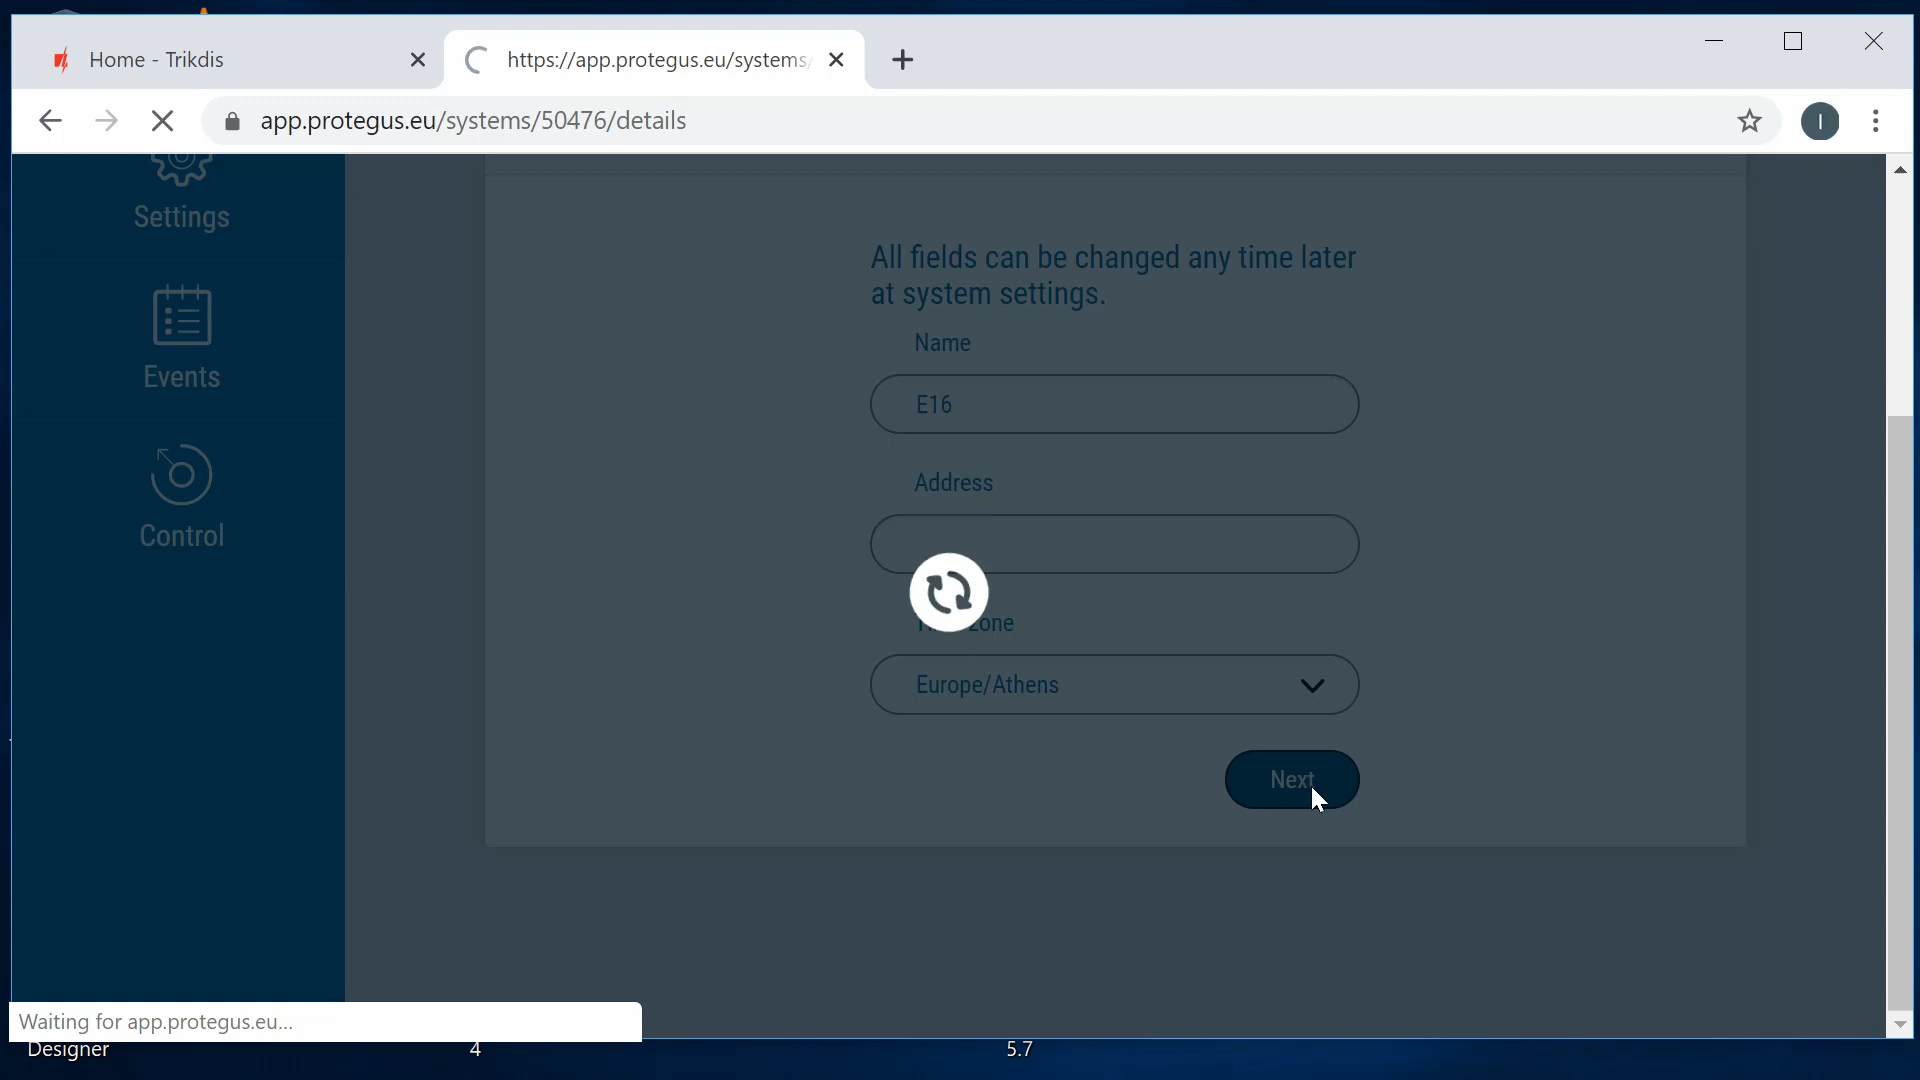 Home - Trikdis
https://app.protegus.eu/systems/
app.protegus.eu/systems/50476/details
I
Settings
Events
Control
All fields can be changed any time later
at system settings.
Name
E16
Address
zone
Europe/Athens
Next
Waiting for app.protegus.eu...
Designer
4
5.7